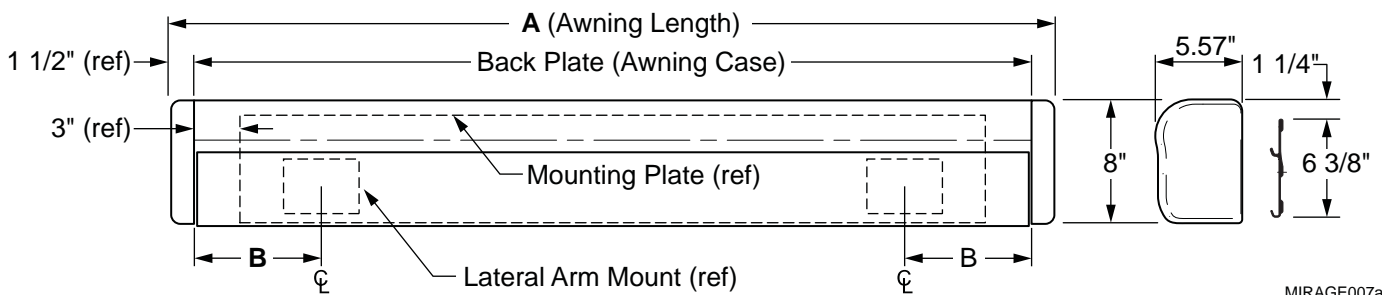 A (Awning Length)
1 1/2" (ref)
Back Plate (Awning Case)
5.57"
1 1/4"
3" (ref)
Mounting Plate (ref)
8"
6 3/8"
B
B
℄
Lateral Arm Mount (ref)
℄
MIRAGE007a